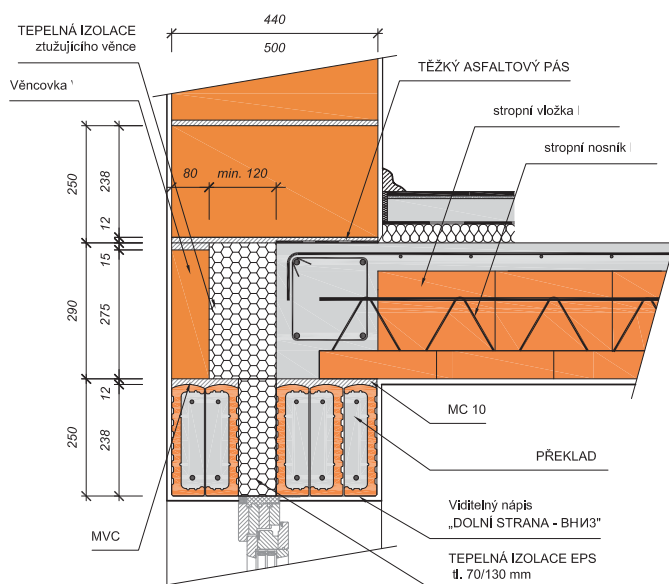 440
500
TEPELNÁ IZOLACE
ztužujícího věnce
Věncovka
TĚŽKÝ ASFALTOVÝ PÁS
stropní vložka
stropní nosník
80
min. 120
250
238
12
15
290
275
12
250
238
MC 10
PŘEKLAD
Viditelný nápis
„DOLNÍ STRANA - ВНИЗ"
MVC
TEPELNÁ IZOLACE EPS
tl. 70/130 mm